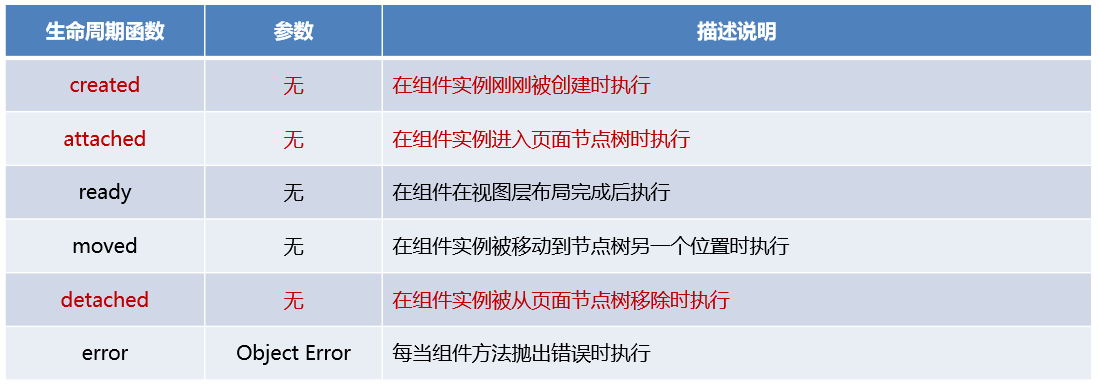 生命周期函数 参数 描述说明
created 无 在组件实例刚刚被创建时执行
attached 无 在组件实例进入页面节点树时执行
ready 无 在组件在视图层布局完成后执行
moved 无 在组件实例被移动到节点树另一个位置时执行
detached 无 在组件实例被从页面节点树移除时执行
error Object Error 每当组件方法抛出错误时执行